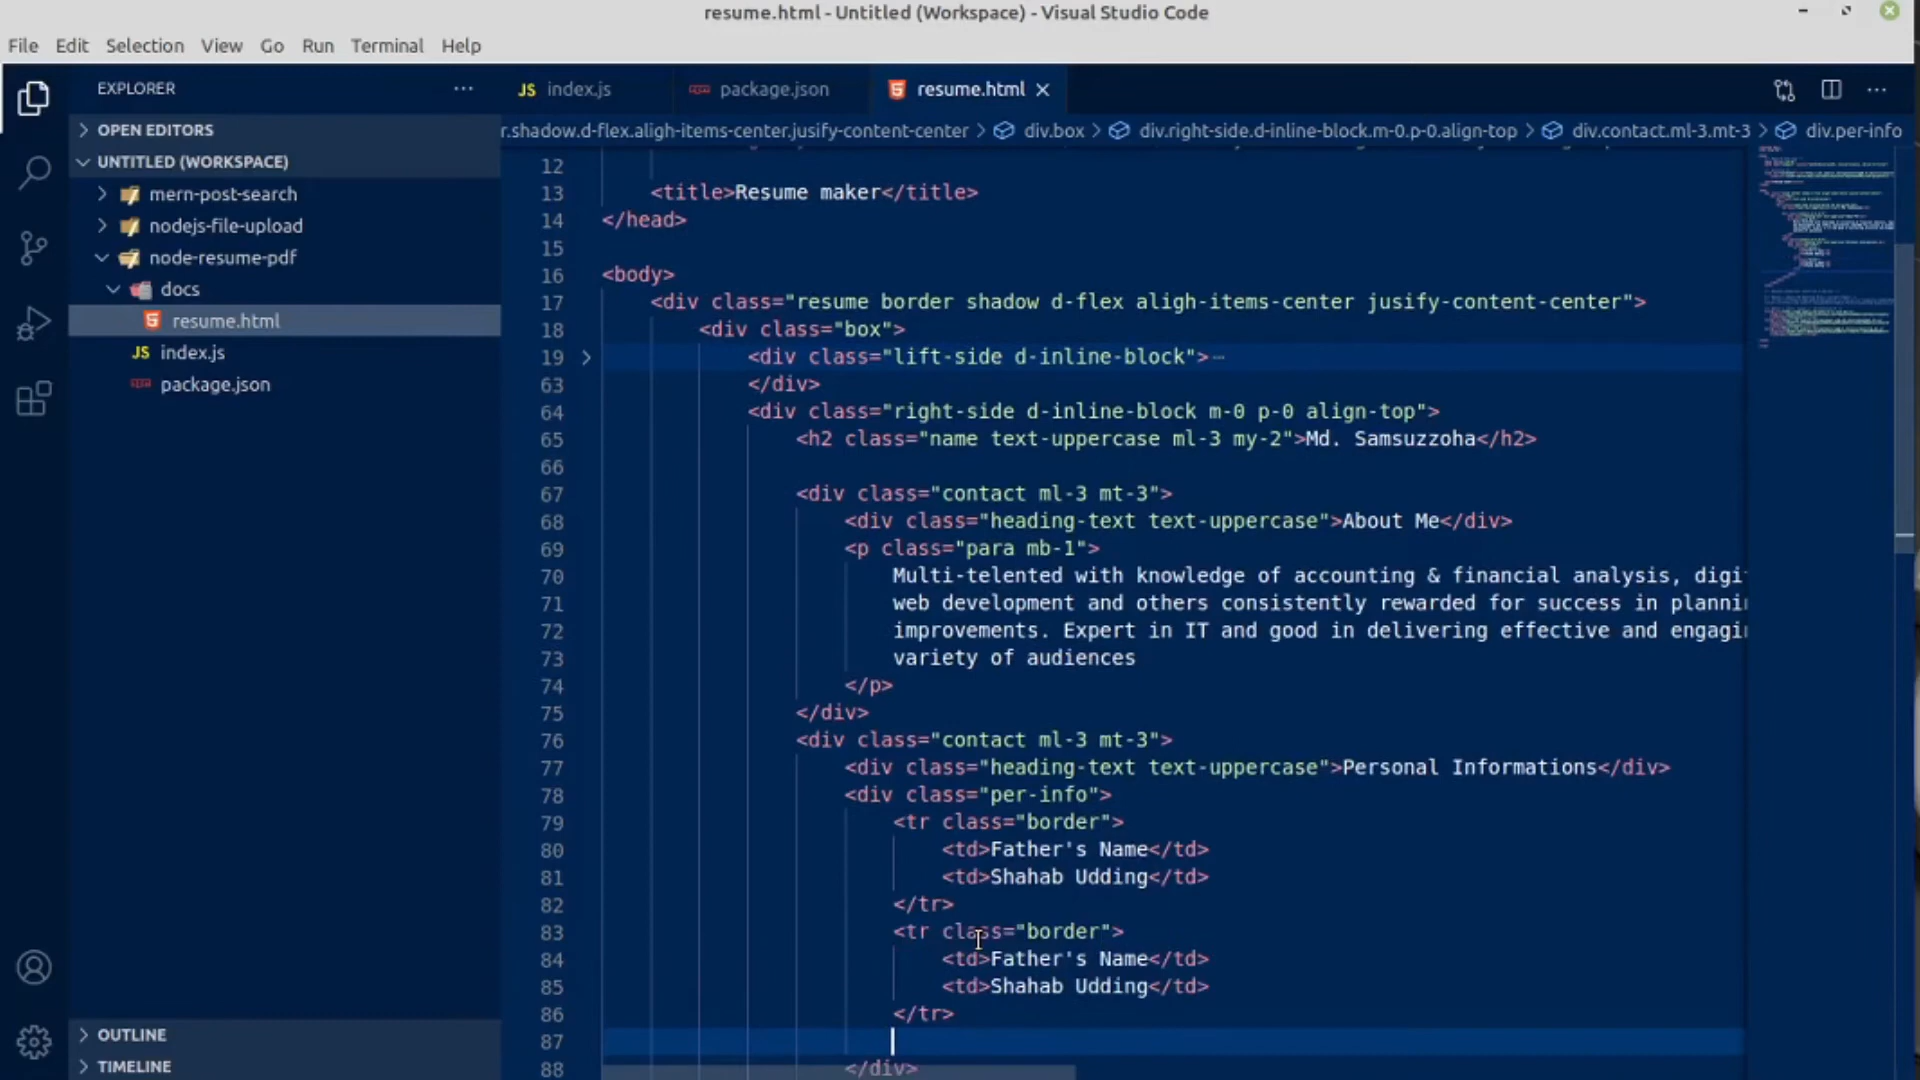 resume.html - Untitled (Workspace) - Visual Studio Code
File Edit Selection View Go Run Terminal Help
EXPLORER
OPEN EDITORS
UNTITLED (WORKSPACE)
mern-post-search
nodejs-file-upload
node-resume-pdf
docs
resume.html
JS index.js
package.json
OUTLINE
TIMELINE
JS index.js package.json resume.html
r.shadow.d-flex.aligh-items-center.jusify-content-center > div.box > div.right-side.d-inline-block.m-0.p-0.align-top > div.contact.ml-3.mt-3 > div.per-info
12
13 <title>Resume maker</title>
14 </head>
15
16 <body>
17 <div class="resume border shadow d-flex aligh-items-center jusify-content-center">
18 <div class="box">
19 <div class="lift-side d-inline-block">
63 </div>
64 <div class="right-side d-inline-block m-0 p-0 align-top">
65 <h2 class="name text-uppercase ml-3 my-2">Md. Samsuzzoha</h2>
66
67 <div class="contact ml-3 mt-3">
68 <div class="heading-text text-uppercase">About Me</div>
69 <p class="para mb-1">
70 Multi-telented with knowledge of accounting & financial analysis, digi
71 web development and others consistently rewarded for success in planni
72 improvements. Expert in IT and good in delivering effective and engagi
73 variety of audiences
74 </p>
75 </div>
76 <div class="contact ml-3 mt-3">
77 <div class="heading-text text-uppercase">Personal Informations</div>
78 <div class="per-info">
79 <tr class="border">
80 <td>Father's Name</td>
81 <td>Shahab Udding</td>
82 </tr>
83 <tr class="border">
84 <td>Father's Name</td>
85 <td>Shahab Udding</td>
86 </tr>
87
88 </div>